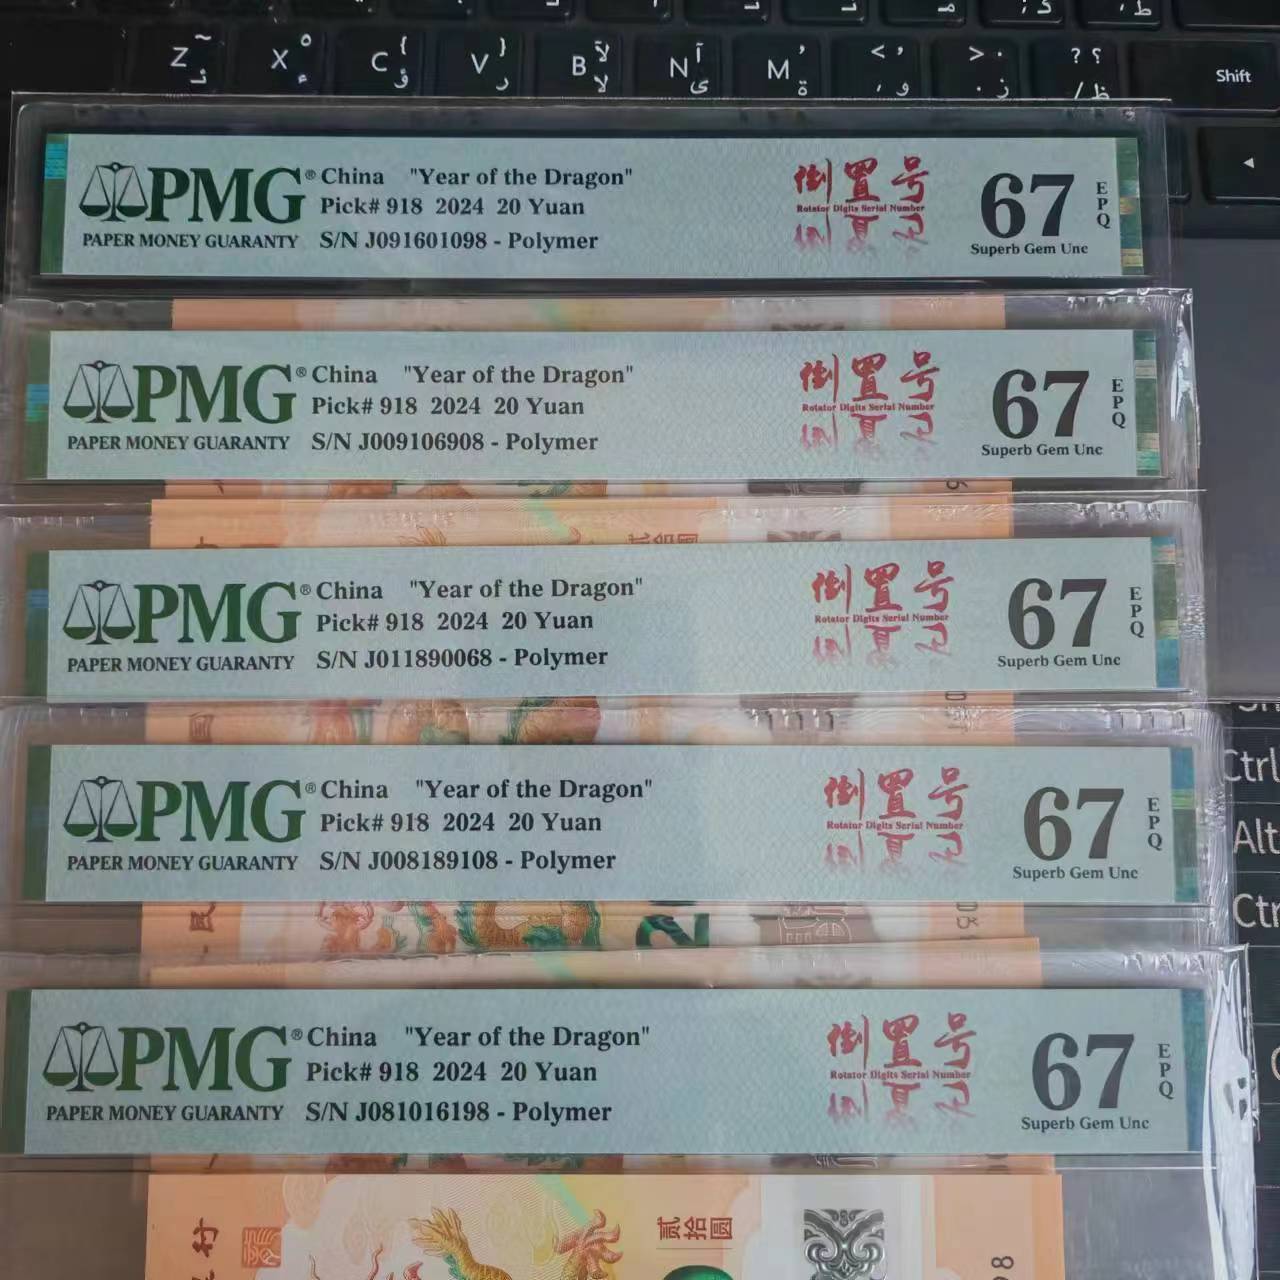 Z X C V B N M < , > . ? ؟ / ظ Shift
PMG® China "Year of the Dragon" 倒置号 67 EPQ
Pick# 918 2024 20 Yuan Rotator Digits Serial Number
PAPER MONEY GUARANTY S/N J091601098 - Polymer Superb Gem Unc
PMG® China "Year of the Dragon" 倒置号 67 EPQ
Pick# 918 2024 20 Yuan Rotator Digits Serial Number
PAPER MONEY GUARANTY S/N J009106908 - Polymer Superb Gem Unc
贰拾圆
PMG® China "Year of the Dragon" 倒置号 67 EPQ
Pick# 918 2024 20 Yuan Rotator Digits Serial Number
PAPER MONEY GUARANTY S/N J011890068 - Polymer Superb Gem Unc
PMG® China "Year of the Dragon" 倒置号 67 EPQ
Pick# 918 2024 20 Yuan Rotator Digits Serial Number
PAPER MONEY GUARANTY S/N J008189108 - Polymer Superb Gem Unc
Ctrl
Alt
PMG® China "Year of the Dragon" 倒置号 67 EPQ
Pick# 918 2024 20 Yuan Rotator Digits Serial Number
PAPER MONEY GUARANTY S/N J081016198 - Polymer Superb Gem Unc
贰拾圆